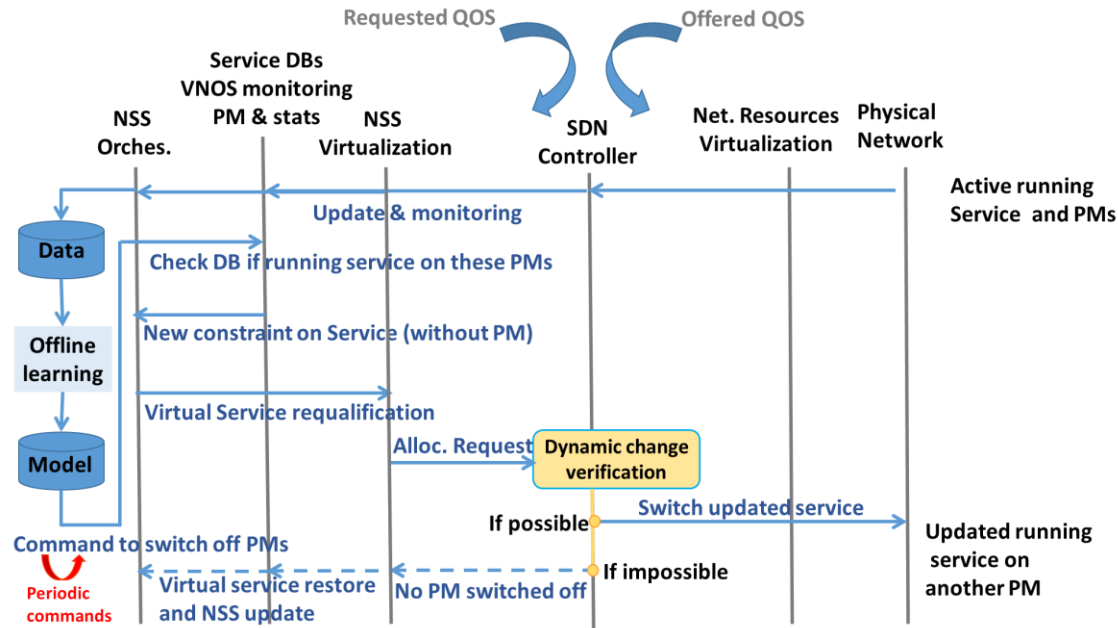 Requested QOS
Offered QOS
Service DBs
VNOS monitoring
PM & stats
NSS
Orches.
NSS
Virtualization
SDN
Controller
Net. Resources
Virtualization
Physical
Network
Active running
Service and PMs
Update & monitoring
Data
Check DB if running service on these PMs
New constraint on Service (without PM)
Offline
learning
Virtual Service requalification
Alloc. Request
Dynamic change
verification
Model
Switch updated service
If possible
Command to switch off PMs
Updated running
service on
another PM
If impossible
No PM switched off
Virtual service restore
and NSS update
Periodic
commands